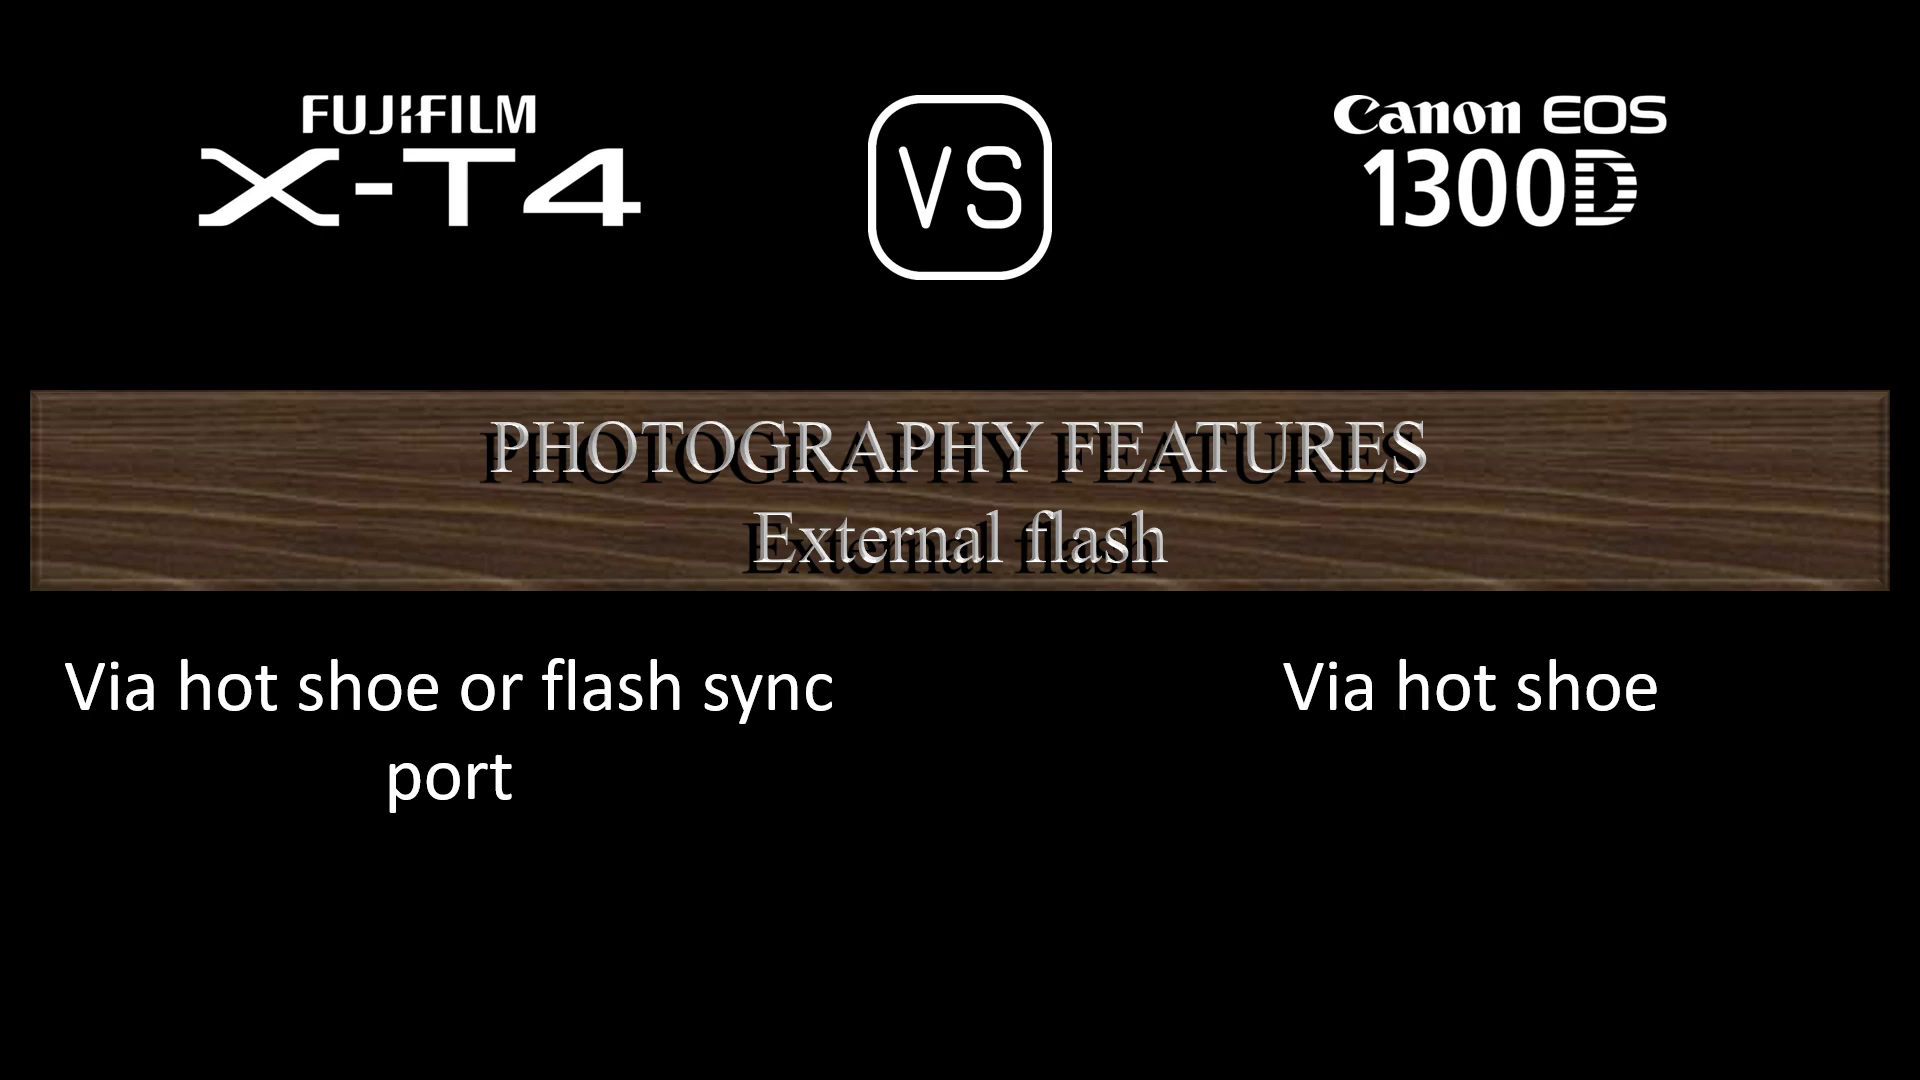 FUJIFILM
X-T4
VS
Canon EOS
1300D
PHOTOGRAPHY FEATURES
External flash
Via hot shoe or flash sync
port
Via hot shoe